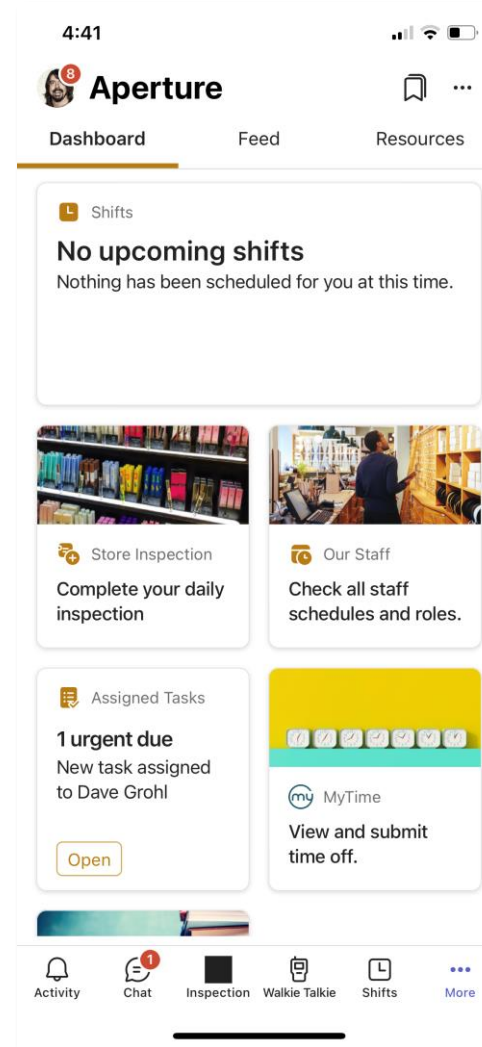 4:41
8
Aperture
Dashboard
Feed
Resources
Shifts
No upcoming shifts
Nothing has been scheduled for you at this time.
Store Inspection
Complete your daily
inspection
Our Staff
Check all staff
schedules and roles.
Assigned Tasks
1 urgent due
New task assigned
to Dave Grohl
Open
my MyTime
View and submit
time off.
1
Activity
Chat
Inspection
Walkie Talkie
Shifts
More